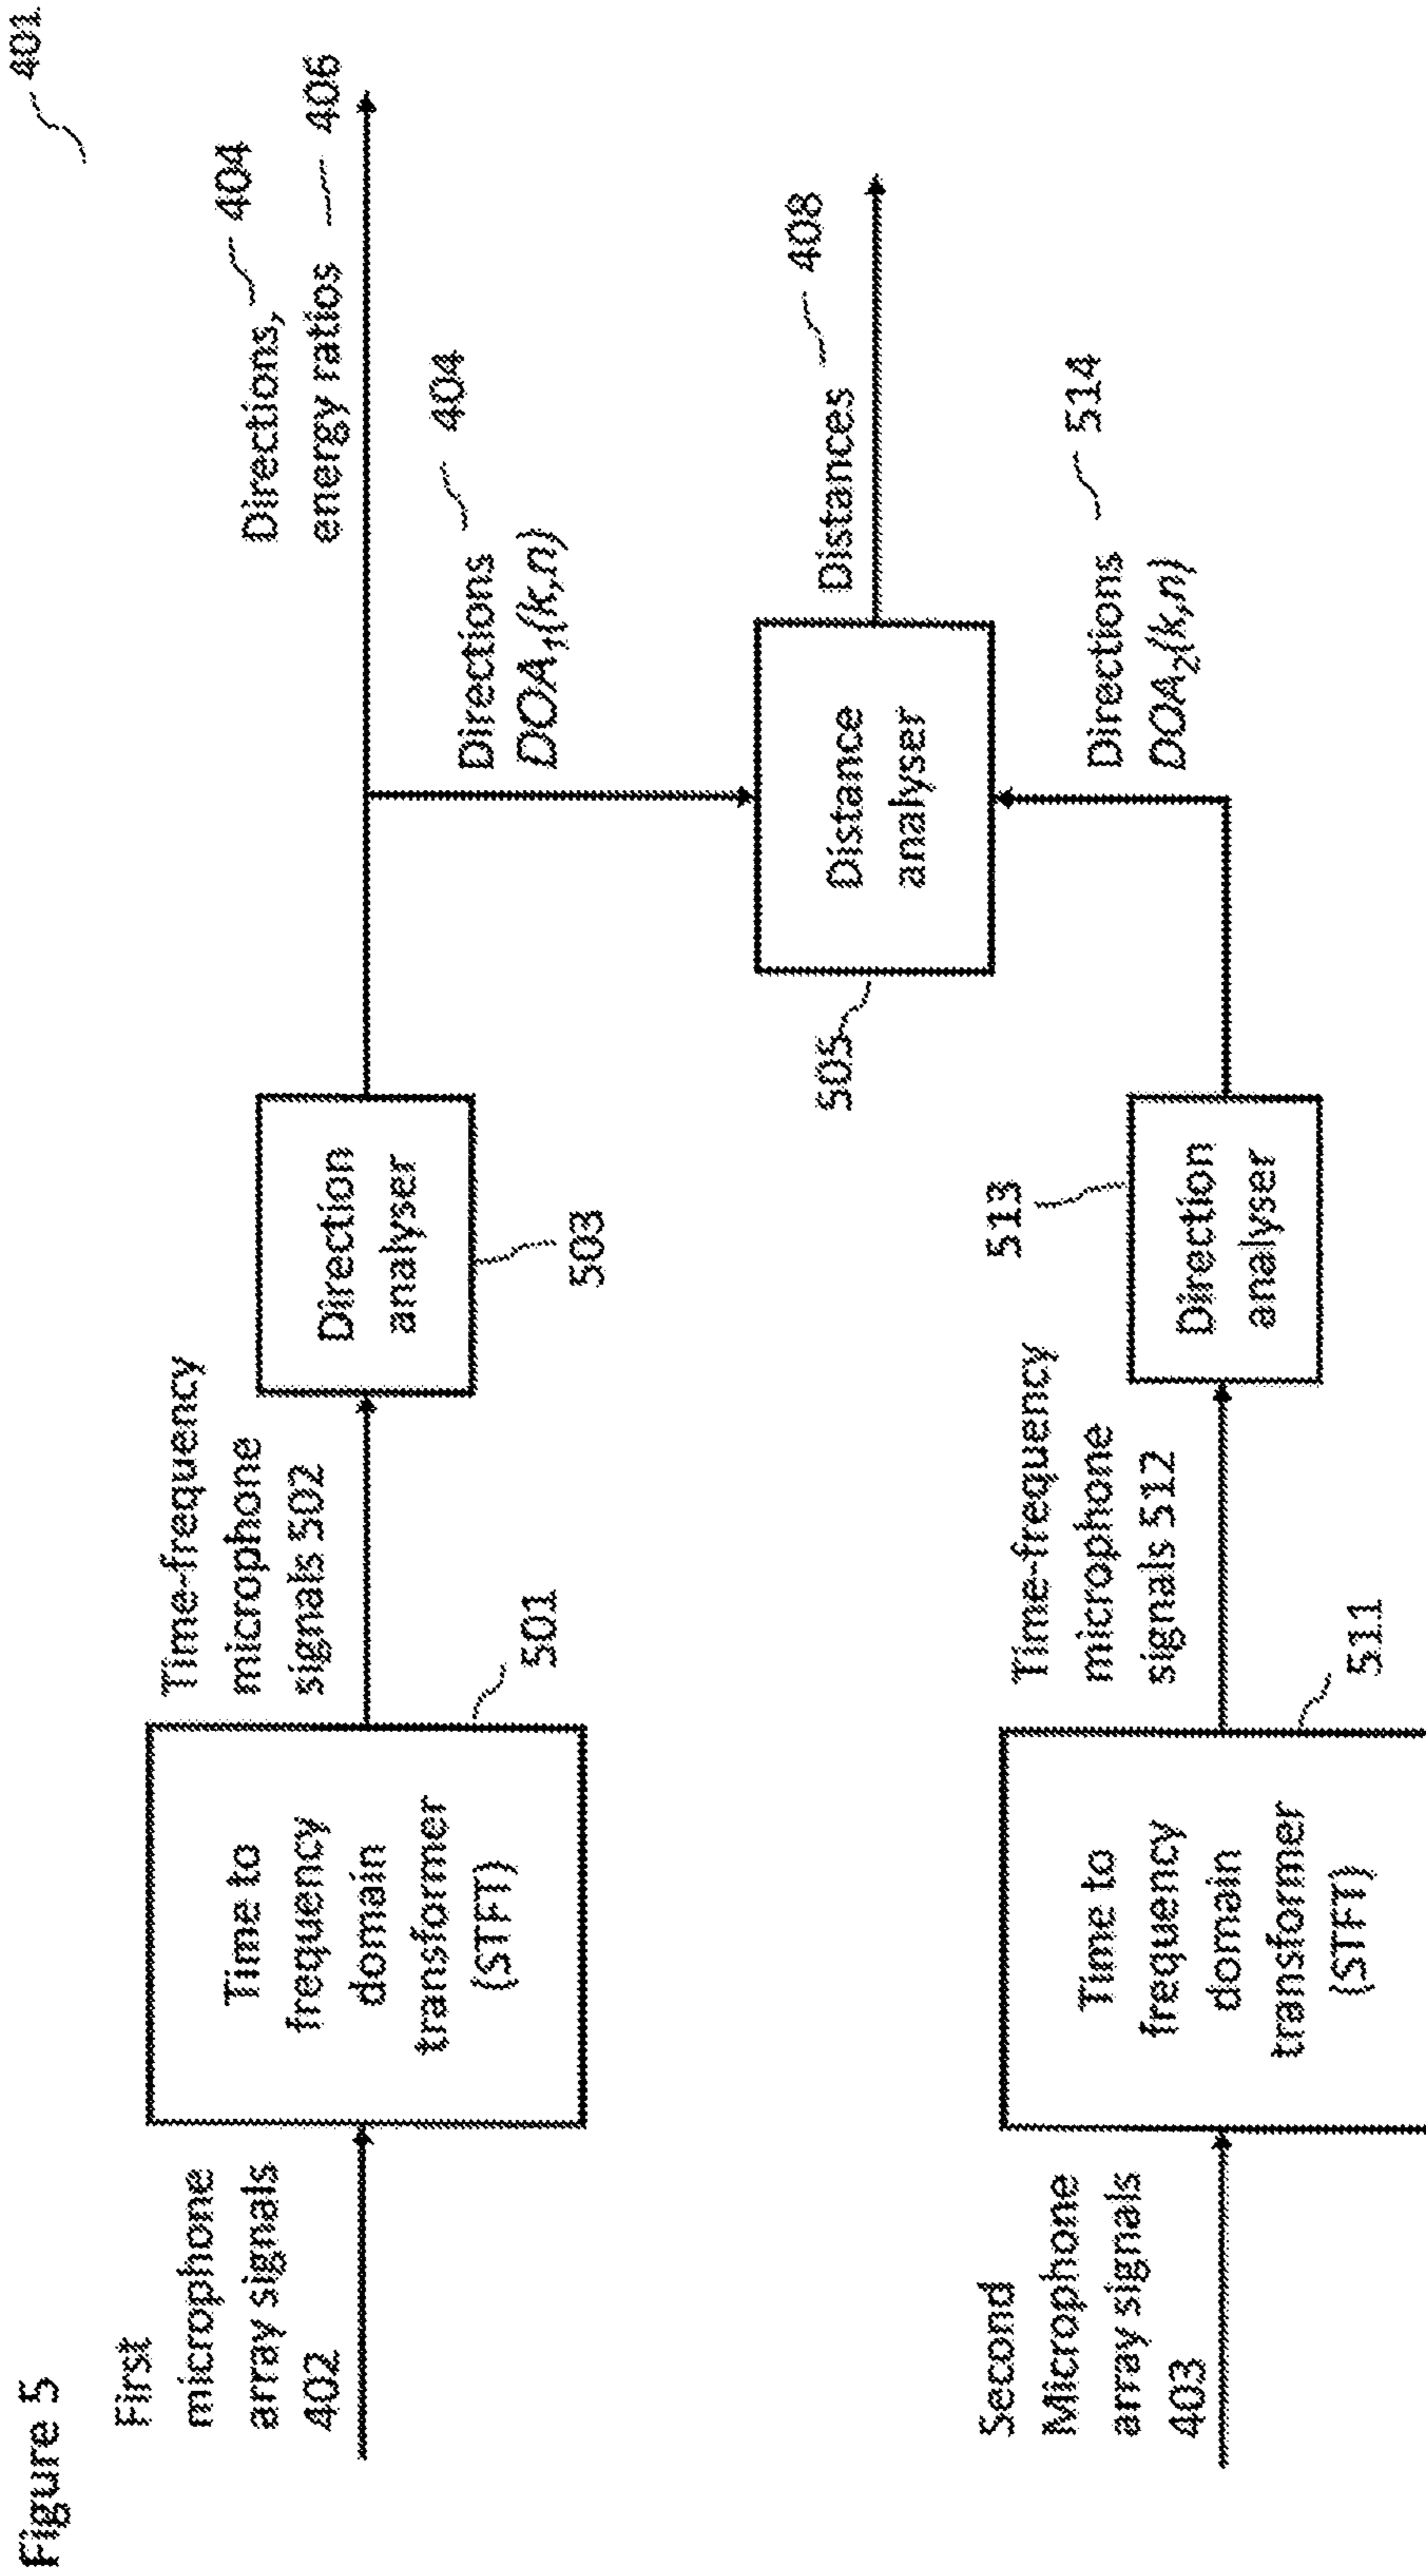 Figure 5
401
First
microphone
array signals
402
Time to
frequency
domain
transformer
(STFT)
501
Time-frequency
microphone
signals 502
Direction
analyser
503
Directions, 404
energy ratios 406
Directions 404
DOA₁(k,n)
Distance
analyser
505
Distances 408
Second
Microphone
array signals
403
Time to
frequency
domain
transformer
(STFT)
511
Time-frequency
microphone
signals 512
Direction
analyser
513
Directions 514
DOA₂(k,n)